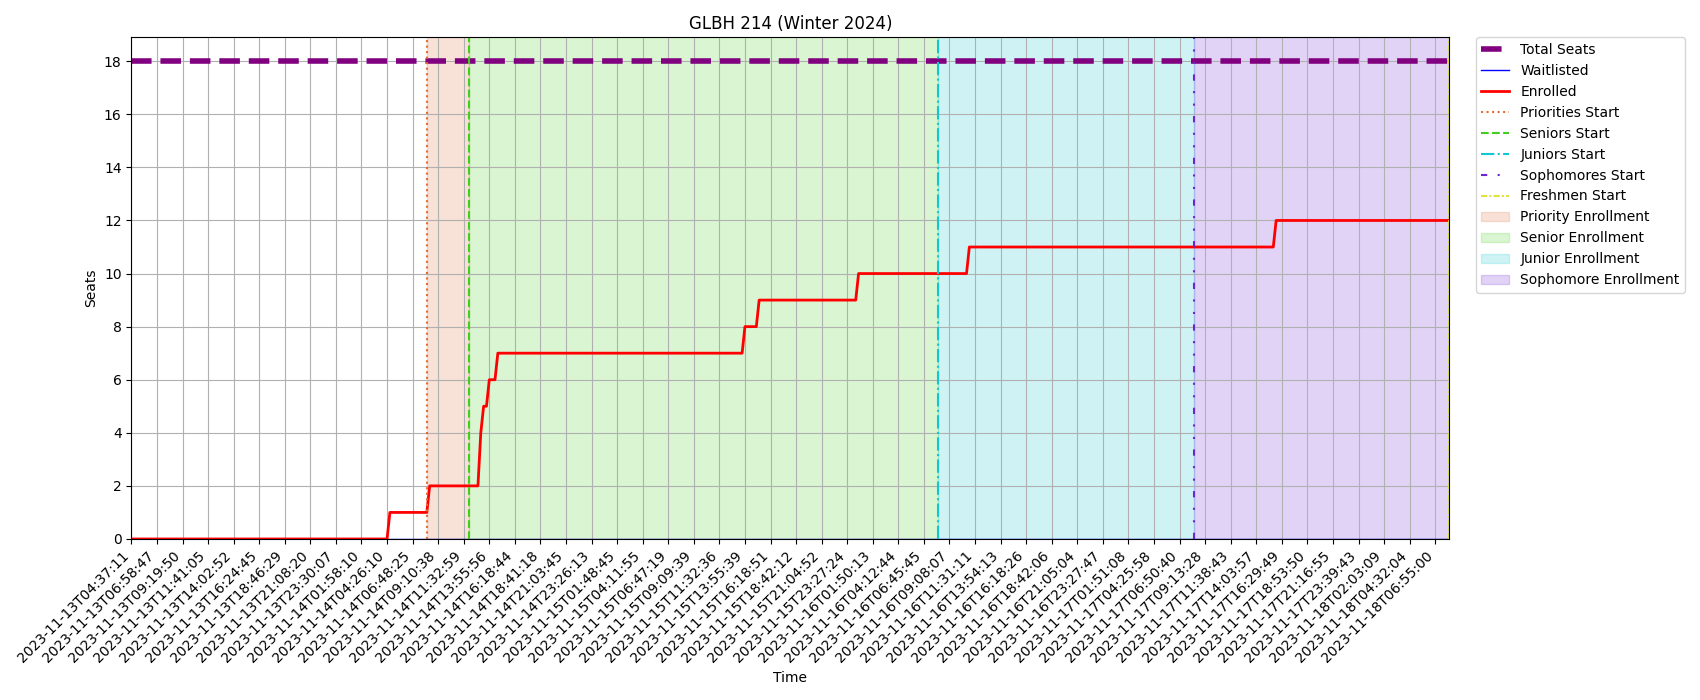 GLBH 214 (Winter 2024)
Seats
18
16
14
12
10
8
6
4
2
0
2023-11-13T04:37:11
2023-11-13T06:58:47
2023-11-13T09:19:50
2023-11-13T11:41:05
2023-11-13T14:02:52
2023-11-13T16:24:45
2023-11-13T18:46:29
2023-11-13T21:08:20
2023-11-13T23:30:07
2023-11-14T01:58:10
2023-11-14T04:26:10
2023-11-14T06:48:25
2023-11-14T09:10:38
2023-11-14T11:32:59
2023-11-14T13:55:56
2023-11-14T16:18:44
2023-11-14T18:41:18
2023-11-14T21:03:45
2023-11-14T23:26:13
2023-11-15T01:48:45
2023-11-15T04:11:55
2023-11-15T06:47:19
2023-11-15T09:09:39
2023-11-15T11:32:36
2023-11-15T13:55:39
2023-11-15T16:18:51
2023-11-15T18:42:12
2023-11-15T21:04:52
2023-11-15T23:27:24
2023-11-16T01:50:13
2023-11-16T04:12:44
2023-11-16T06:45:45
2023-11-16T09:08:07
2023-11-16T11:31:11
2023-11-16T13:54:13
2023-11-16T16:18:26
2023-11-16T18:42:06
2023-11-16T21:05:04
2023-11-16T23:27:47
2023-11-17T01:51:08
2023-11-17T04:25:58
2023-11-17T06:50:40
2023-11-17T09:13:28
2023-11-17T11:38:43
2023-11-17T14:03:57
2023-11-17T16:29:49
2023-11-17T18:53:50
2023-11-17T21:16:55
2023-11-17T23:39:43
2023-11-18T02:03:09
2023-11-18T04:32:04
2023-11-18T06:55:00
Time
Total Seats
Waitlisted
Enrolled
Priorities Start
Seniors Start
Juniors Start
Sophomores Start
Freshmen Start
Priority Enrollment
Senior Enrollment
Junior Enrollment
Sophomore Enrollment